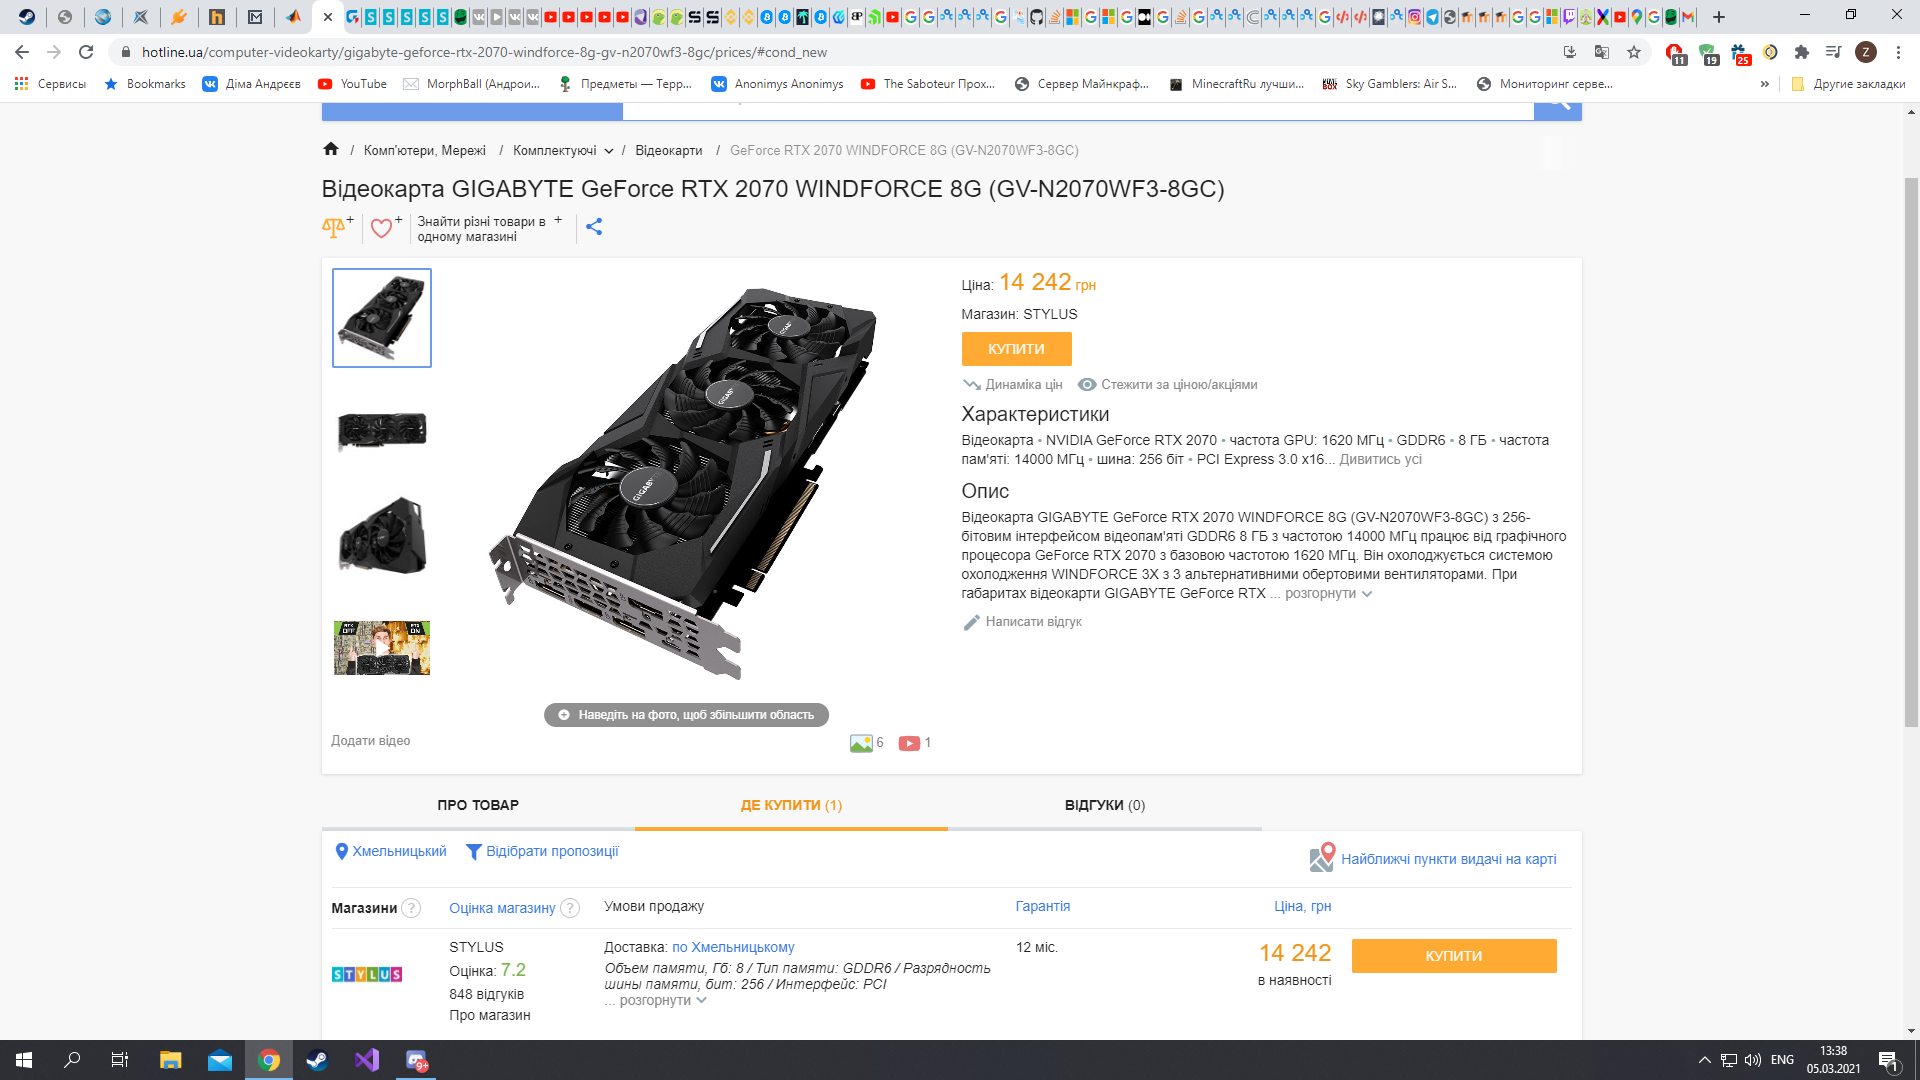 hotline.ua/computer-videokarty/gigabyte-geforce-rtx-2070-windforce-8g-gv-n2070wf3-8gc/prices/#cond_new
11
19
25
Z
Сервисы
Bookmarks
Діма Андрєєв
YouTube
MorphBall (Андрои...
Предметы — Терр...
Anonimys Anonimys
The Saboteur Прох...
Сервер Майнкраф...
MinecraftRu лучши...
Sky Gamblers: Air S...
Мониторинг серве...
»
Другие закладки
/ Комп'ютери, Мережі / Комплектуючі / Відеокарти / GeForce RTX 2070 WINDFORCE 8G (GV-N2070WF3-8GC)
Відеокарта GIGABYTE GeForce RTX 2070 WINDFORCE 8G (GV-N2070WF3-8GC)
Знайти різні товари в +
одному магазині
Ціна: 14 242 грн
Магазин: STYLUS
КУПИТИ
Динаміка цін
Стежити за ціною/акціями
Характеристики
Відеокарта • NVIDIA GeForce RTX 2070 • частота GPU: 1620 МГц • GDDR6 • 8 ГБ • частота
пам'яті: 14000 МГц • шина: 256 біт • PCI Express 3.0 x16... Дивитись усі
Опис
Відеокарта GIGABYTE GeForce RTX 2070 WINDFORCE 8G (GV-N2070WF3-8GC) з 256-
бітовим інтерфейсом відеопам'яті GDDR6 8 ГБ з частотою 14000 МГц працює від графічного
процесора GeForce RTX 2070 з базовою частотою 1620 МГц. Він охолоджується системою
охолодження WINDFORCE 3X з 3 альтернативними обертовими вентиляторами. При
габаритах відеокарти GIGABYTE GeForce RTX ... розгорнути
Написати відгук
GIGABYTE
RTX OFF
RTX ON
Наведіть на фото, щоб збільшити область
Додати відео
6
1
ПРО ТОВАР
ДЕ КУПИТИ (1)
ВІДГУКИ (0)
Хмельницький
Відібрати пропозиції
Найближчі пункти видачі на карті
Магазини ?
Оцінка магазину ?
Умови продажу
Гарантія
Ціна, грн
STYLUS
STYLUS
Оцінка: 7.2
848 відгуків
Про магазин
Доставка: по Хмельницькому
Объем памяти, Гб: 8 / Тип памяти: GDDR6 / Разрядность
шины памяти, бит: 256 / Интерфейс: PCI
... розгорнути
12 міс.
14 242
в наявності
КУПИТИ
9+
ENG
13:38
05.03.2021
1